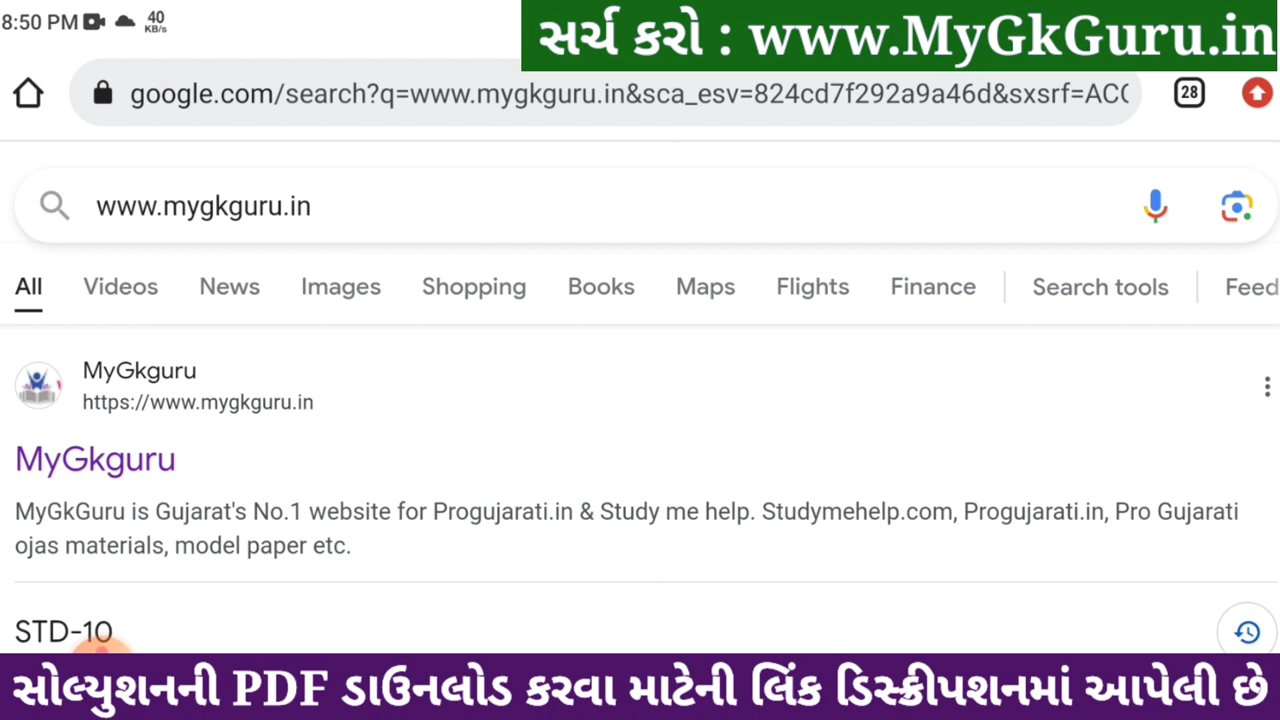 8:50 PM 40 KB/s
સર્ચ કરો : www.MyGkGuru.in
google.com/search?q=www.mygkguru.in&sca_esv=824cd7f292a9a46d&sxsrf=AC
28
www.mygkguru.in
All Videos News Images Shopping Books Maps Flights Finance Search tools Feed
MyGkguru
https://www.mygkguru.in
MyGkguru
MyGkGuru is Gujarat's No.1 website for Progujarati.in & Study me help. Studymehelp.com, Progujarati.in, Pro Gujarati
ojas materials, model paper etc.
STD-10
સોલ્યુશનની PDF ડાઉનલોડ કરવા માટેની લિંક ડિસ્ક્રીપશનમાં આપેલી છે